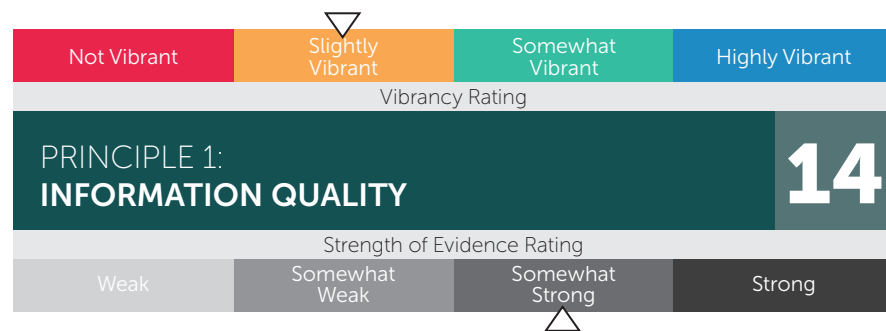 Not Vibrant
Slightly
Vibrant
Somewhat
Vibrant
Highly Vibrant
Vibrancy Rating
PRINCIPLE 1:
INFORMATION QUALITY
14
Strength of Evidence Rating
Weak
Somewhat
Weak
Somewhat
Strong
Strong